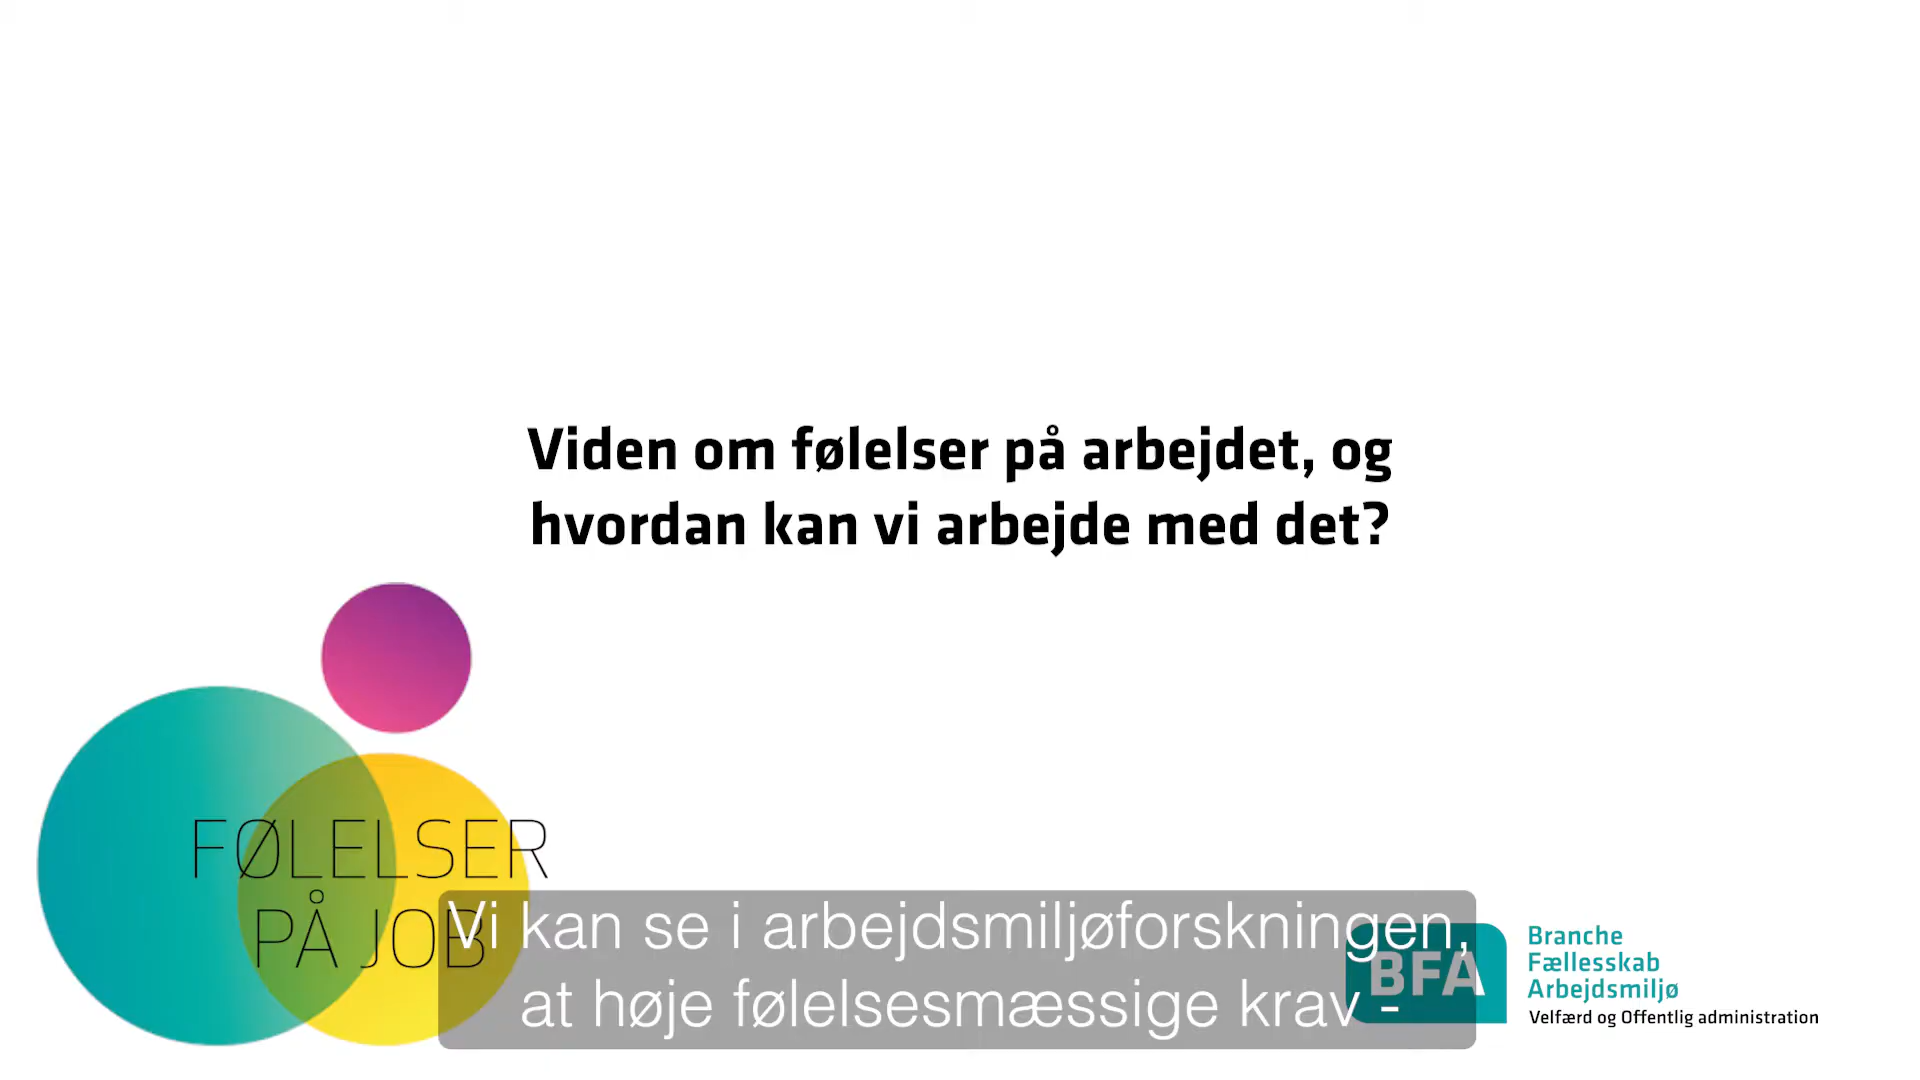 Viden om følelser på arbejdet, og
hvordan kan vi arbejde med det?
FØLELSER
PÅ JOB
Vi kan se i arbejdsmiljøforskningen,
at høje følelsesmæssige krav -
BFA
Branche
Fællesskab
Arbejdsmiljø
Velfærd og Offentlig administration